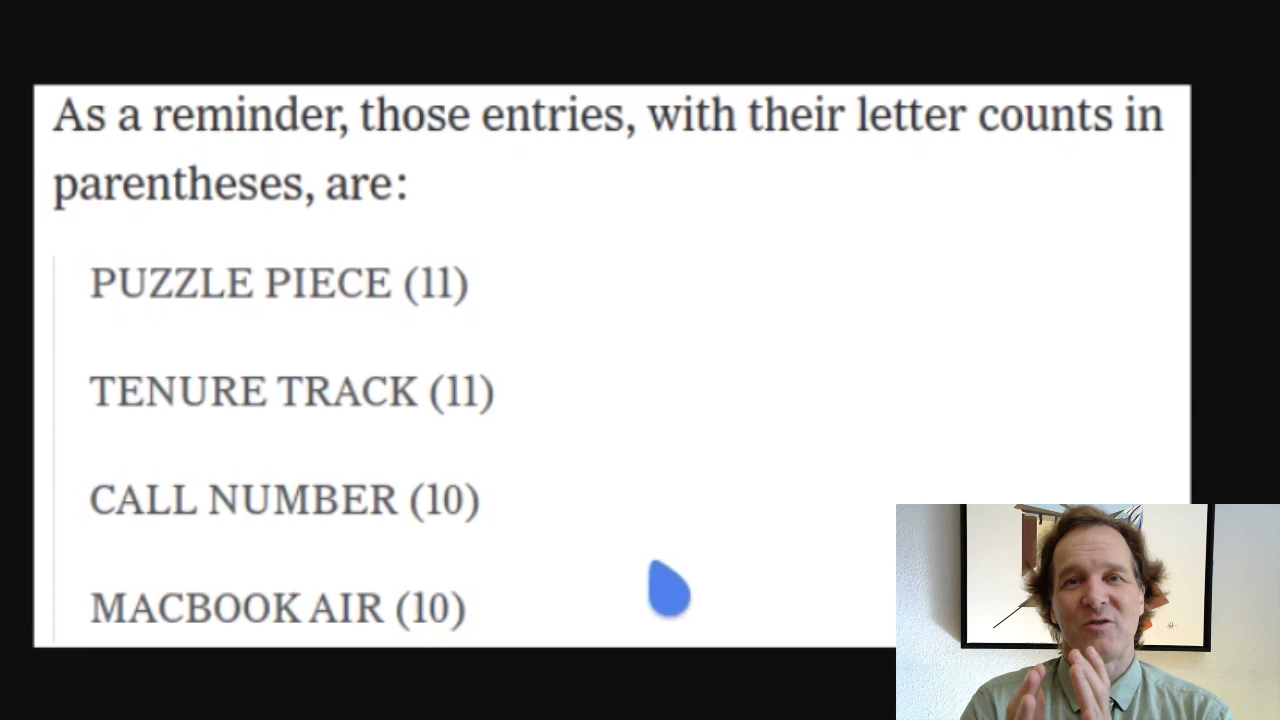 As a reminder, those entries, with their letter counts in
parentheses, are:
PUZZLE PIECE (11)
TENURE TRACK (11)
CALL NUMBER (10)
MACBOOK AIR (10)